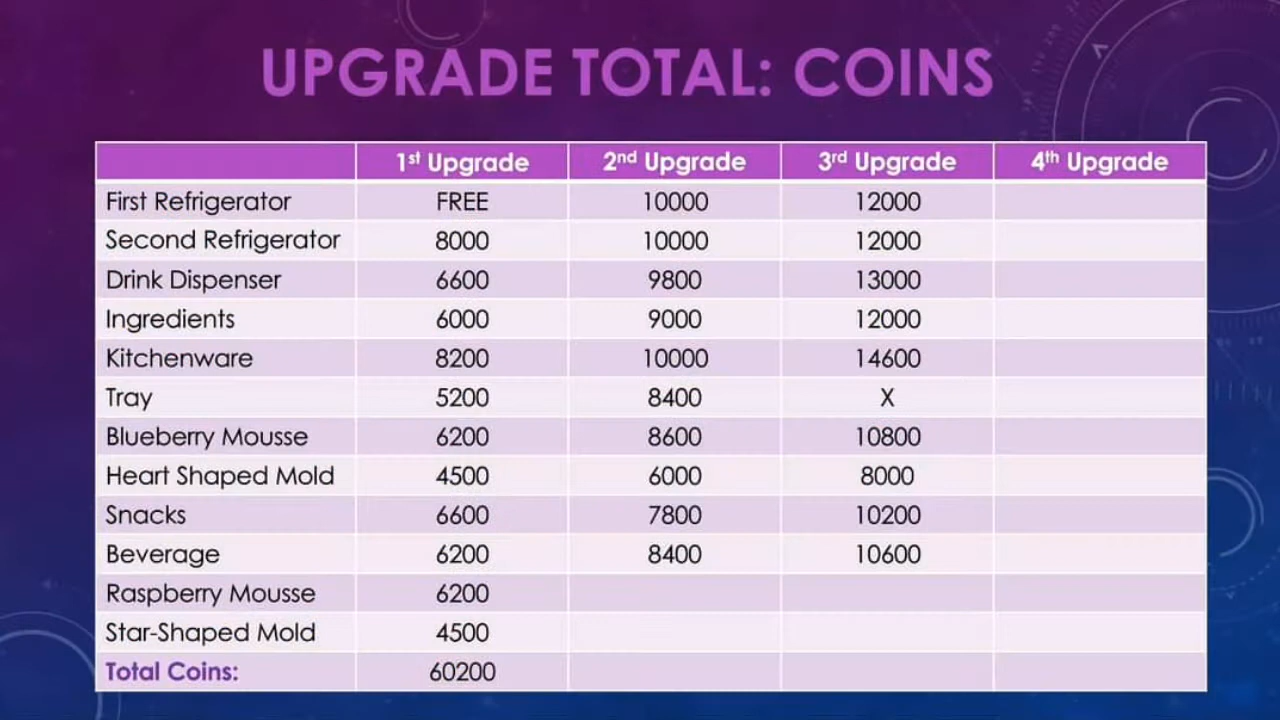 UPGRADE TOTAL: COINS
1st Upgrade 2nd Upgrade 3rd Upgrade 4th Upgrade
First Refrigerator FREE 10000 12000
Second Refrigerator 8000 10000 12000
Drink Dispenser 6600 9800 13000
Ingredients 6000 9000 12000
Kitchenware 8200 10000 14600
Tray 5200 8400 X
Blueberry Mousse 6200 8600 10800
Heart Shaped Mold 4500 6000 8000
Snacks 6600 7800 10200
Beverage 6200 8400 10600
Raspberry Mousse 6200
Star-Shaped Mold 4500
Total Coins: 60200